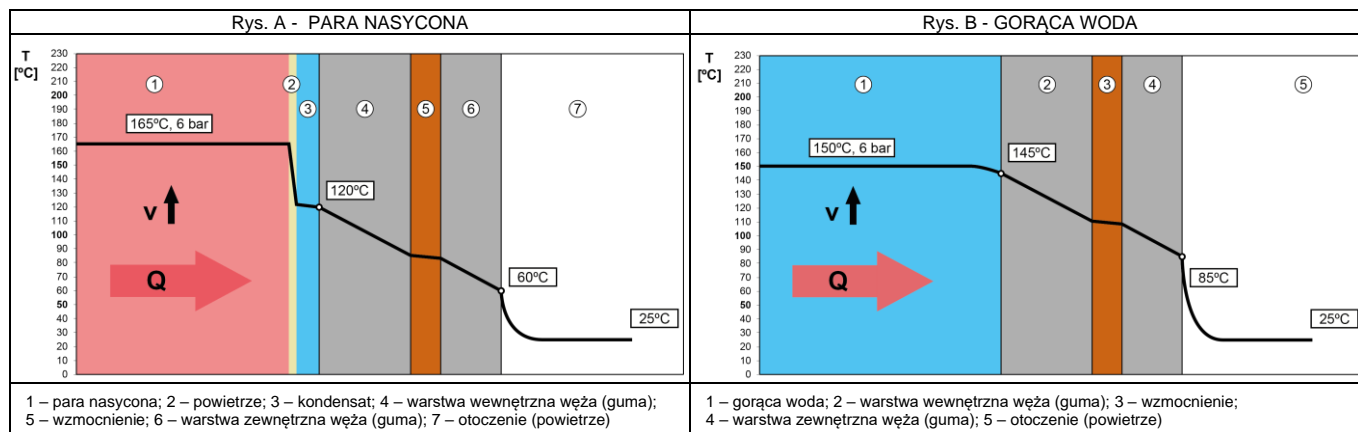 Rys. A - PARA NASYCONA
T
[ºC]
230
220
210
200
190
180
170
160
150
140
130
120
110
100
90
80
70
60
50
40
30
20
10
0
1
2
3
4
5
6
7
165ºC, 6 bar
120ºC
v
Q
60ºC
25ºC
1 – para nasycona; 2 – powietrze; 3 – kondensat; 4 – warstwa wewnętrzna węża (guma);
5 – wzmocnienie; 6 – warstwa zewnętrzna węża (guma); 7 – otoczenie (powietrze)
Rys. B - GORĄCA WODA
T
[ºC]
230
220
210
200
190
180
170
160
150
140
130
120
110
100
90
80
70
60
50
40
30
20
10
0
1
2
3
4
5
150ºC, 6 bar
145ºC
v
Q
85ºC
25ºC
1 – gorąca woda; 2 – warstwa wewnętrzna węża (guma); 3 – wzmocnienie;
4 – warstwa zewnętrzna węża (guma); 5 – otoczenie (powietrze)